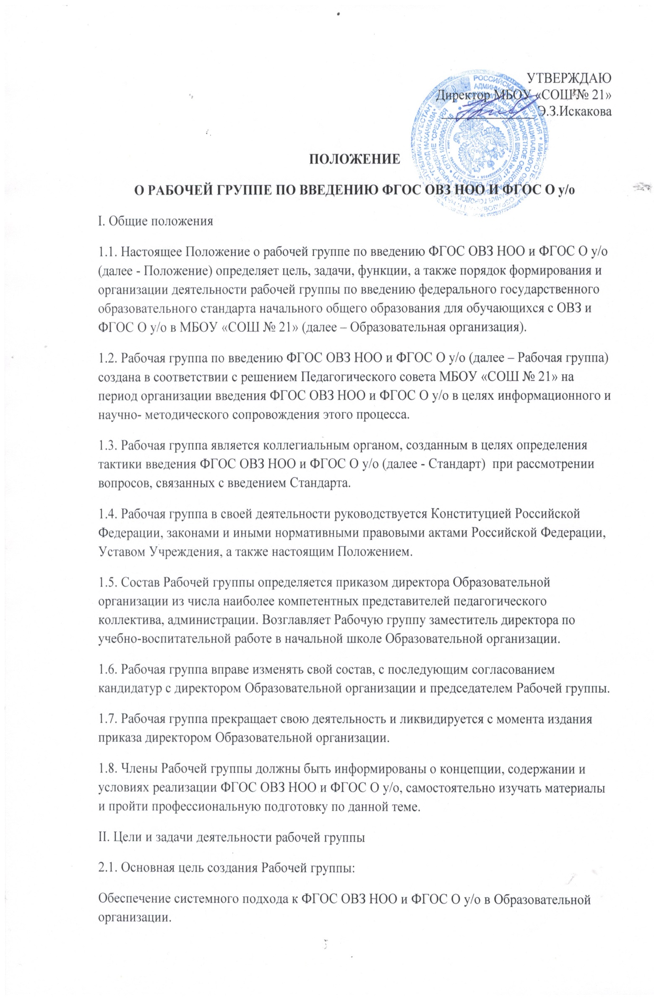 УТВЕРЖДАЮ
Директор МБОУ «СОШ № 21»
Э.З.Искакова
ПОЛОЖЕНИЕ
О РАБОЧЕЙ ГРУППЕ ПО ВВЕДЕНИЮ ФГОС ОВЗ НОО И ФГОС О у/о
I. Общие положения
1.1. Настоящее Положение о рабочей группе по введению ФГОС ОВЗ НОО и ФГОС О у/о
(далее - Положение) определяет цель, задачи, функции, а также порядок формирования и
организации деятельности рабочей группы по введению федерального государственного
образовательного стандарта начального общего образования для обучающихся с ОВЗ и
ФГОС О у/о в МБОУ «СОШ № 21» (далее – Образовательная организация).
1.2. Рабочая группа по введению ФГОС ОВЗ НОО и ФГОС О у/о (далее – Рабочая группа)
создана в соответствии с решением Педагогического совета МБОУ «СОШ № 21» на
период организации введения ФГОС ОВЗ НОО и ФГОС О у/о в целях информационного и
научно- методического сопровождения этого процесса.
1.3. Рабочая группа является коллегиальным органом, созданным в целях определения
тактики введения ФГОС ОВЗ НОО и ФГОС О у/о (далее - Стандарт)  при рассмотрении
вопросов, связанных с введением Стандарта.
1.4. Рабочая группа в своей деятельности руководствуется Конституцией Российской
Федерации, законами и иными нормативными правовыми актами Российской Федерации,
Уставом Учреждения, а также настоящим Положением.
1.5. Состав Рабочей группы определяется приказом директора Образовательной
организации из числа наиболее компетентных представителей педагогического
коллектива, администрации. Возглавляет Рабочую группу заместитель директора по
учебно-воспитательной работе в начальной школе Образовательной организации.
1.6. Рабочая группа вправе изменять свой состав, с последующим согласованием
кандидатур с директором Образовательной организации и председателем Рабочей группы.
1.7. Рабочая группа прекращает свою деятельность и ликвидируется с момента издания
приказа директором Образовательной организации.
1.8. Члены Рабочей группы должны быть информированы о концепции, содержании и
условиях реализации ФГОС ОВЗ НОО и ФГОС О у/о, самостоятельно изучать материалы
и пройти профессиональную подготовку по данной теме.
II. Цели и задачи деятельности рабочей группы
2.1. Основная цель создания Рабочей группы:
Обеспечение системного подхода к ФГОС ОВЗ НОО и ФГОС О у/о в Образовательной
организации.